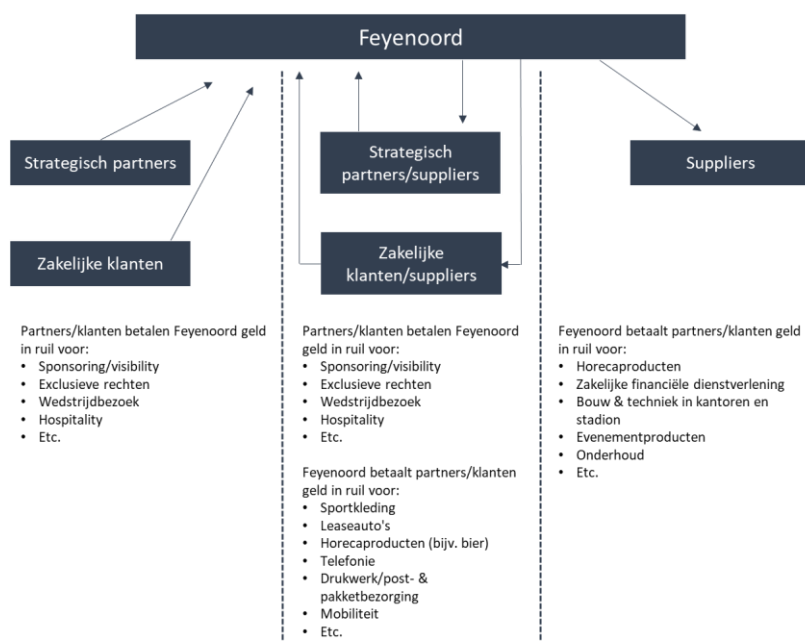 Feyenoord
Strategisch partners
Zakelijke klanten
Strategisch
partners/suppliers
Zakelijke
klanten/suppliers
Suppliers
Partners/klanten betalen Feyenoord geld
in ruil voor:
• Sponsoring/visibility
• Exclusieve rechten
• Wedstrijdbezoek
• Hospitality
• Etc.
Partners/klanten betalen Feyenoord
geld in ruil voor:
• Sponsoring/visibility
• Exclusieve rechten
• Wedstrijdbezoek
• Hospitality
• Etc.
Feyenoord betaalt partners/klanten
geld in ruil voor:
• Sportkleding
• Leaseauto's
• Horecaproducten (bijv. bier)
• Telefonie
• Drukwerk/post- &
pakketbezorging
• Mobiliteit
• Etc.
Feyenoord betaalt partners/klanten geld
in ruil voor:
• Horecaproducten
• Zakelijke financiële dienstverlening
• Bouw & techniek in kantoren en
stadion
• Evenementproducten
• Onderhoud
• Etc.